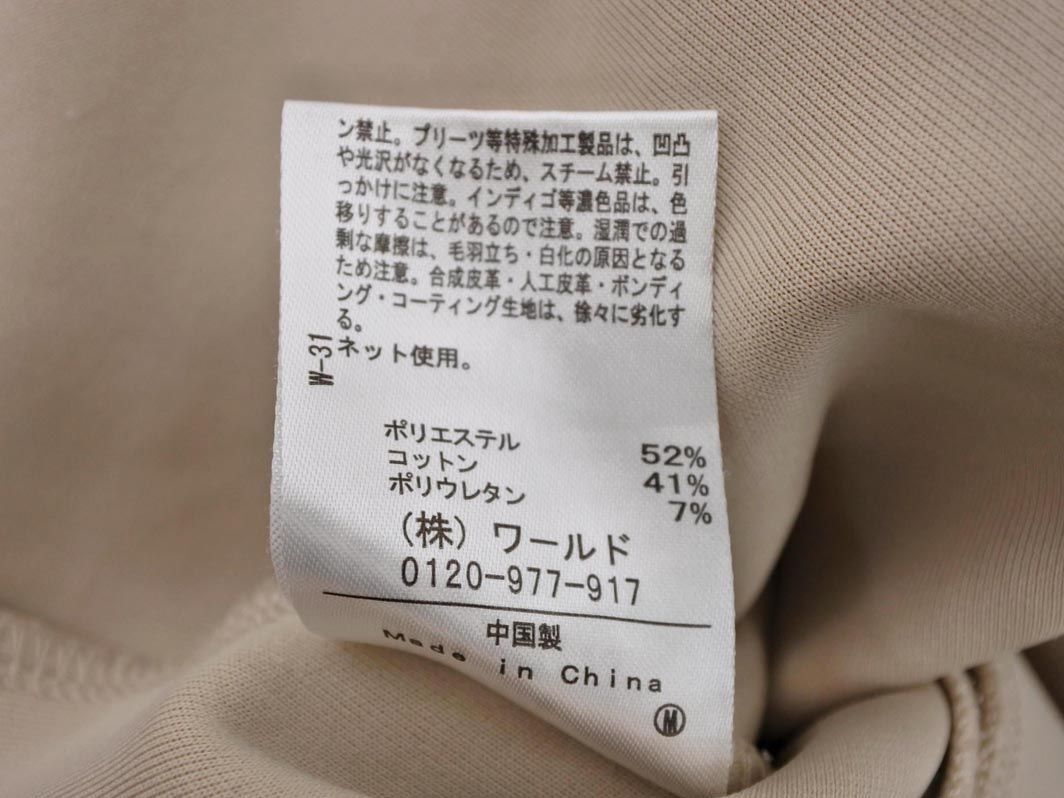 ン禁止。プリーツ等特殊加工製品は、凹凸
や光沢がなくなるため、スチーム禁止。引
っかけに注意。インディゴ等濃色品は、色
移りすることがあるので注意。湿潤での過
剰な摩擦は、毛羽立ち・白化の原因となる
ため注意。合成皮革・人工皮革・ボンディ
ング・コーティング生地は、徐々に劣化す
る。
ネット使用。
W-31
ポリエステル 52%
コットン 41%
ポリウレタン 7%
(株) ワールド
0120-977-917
中国製
Made in China
M